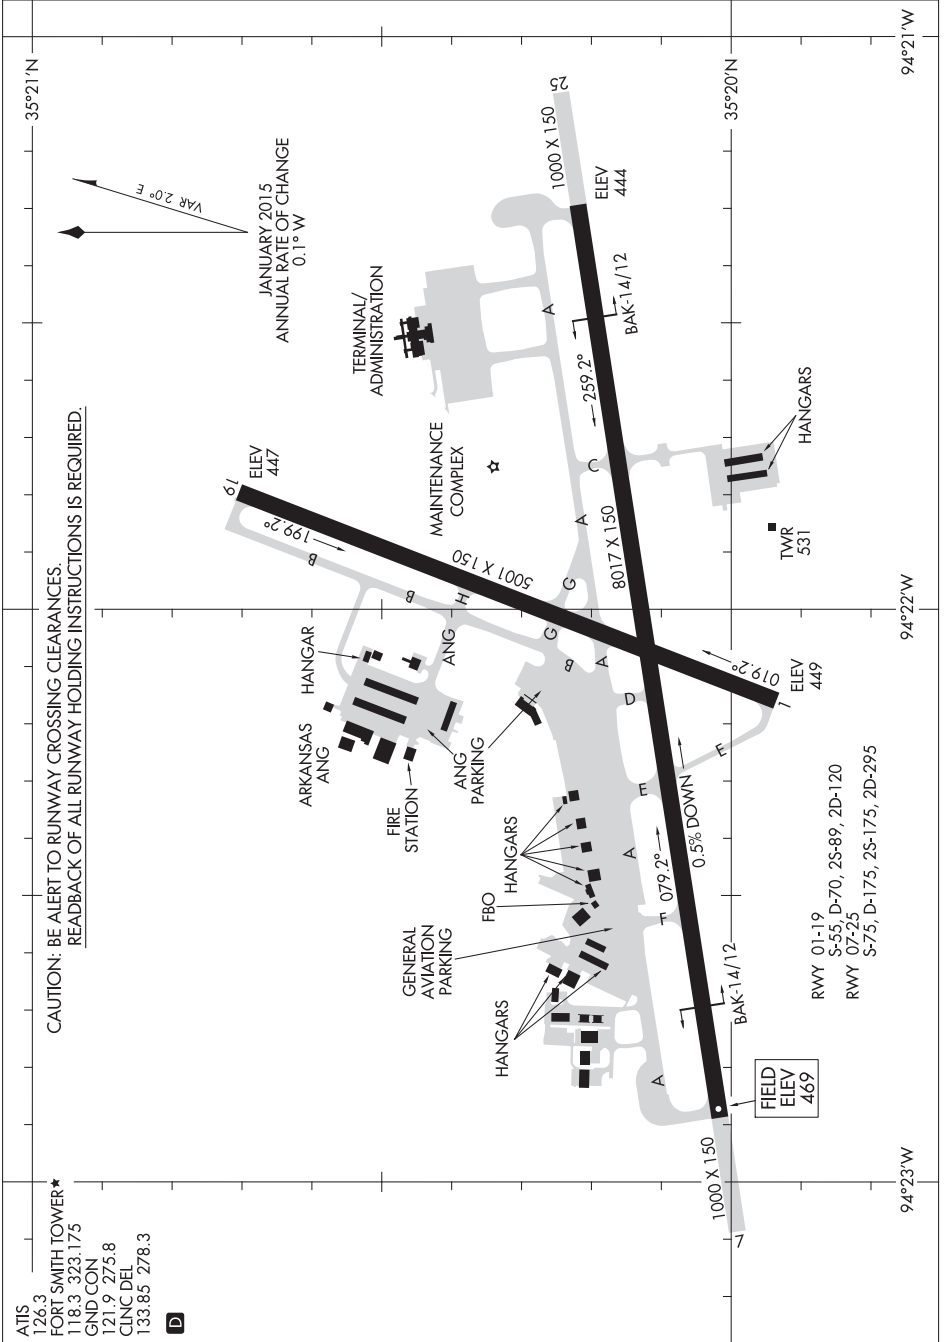 ATIS
126.3
FORT SMITH TOWER★
118.3 323.175
GND CON
121.9 275.8
CLNC DEL
133.85 278.3
D
CAUTION: BE ALERT TO RUNWAY CROSSING CLEARANCES.
READBACK OF ALL RUNWAY HOLDING INSTRUCTIONS IS REQUIRED.
35°21'N
VAR 2.0° E
JANUARY 2015
ANNUAL RATE OF CHANGE
0.1° W
TERMINAL/
ADMINISTRATION
MAINTENANCE
COMPLEX
ELEV
447
19
199.2°
5001 X 150
B
B
H
ANG
G
G
B
HANGAR
ARKANSAS
ANG
FIRE
STATION
ANG
PARKING
HANGARS
FBO
GENERAL
AVIATION
PARKING
HANGARS
25
1000 X 150
ELEV
444
A
BAK-14/12
259.2°
C
A
8017 X 150
HANGARS
TWR
531
A
D
019.2°
ELEV
449
1
E
E
A
0.5% DOWN
079.2°
F
BAK-14/12
A
FIELD
ELEV
469
1000 X 150
7
RWY 01-19
S-55, D-70, 2S-89, 2D-120
RWY 07-25
S-75, D-175, 2S-175, 2D-295
35°20'N
94°21'W
94°22'W
94°23'W